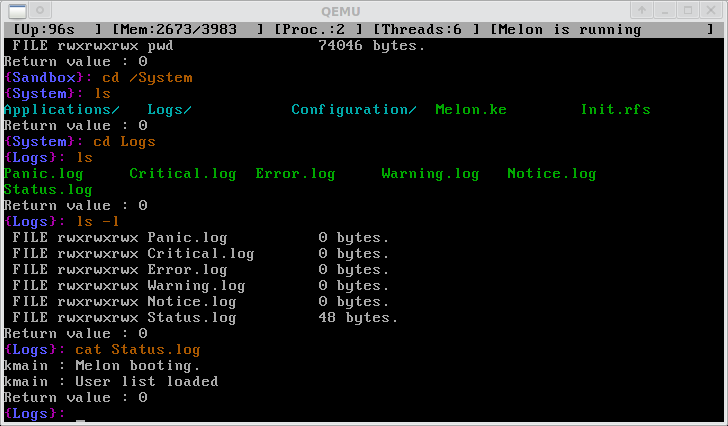 QEMU
[Up:96s  ] [Mem:2673/3983  ] [Proc.:2 ] [Threads:6 ] [Melon is running          ]
 FILE rwxrwxrwx pwd                74046 bytes.
Return value : 0
{Sandbox}: cd /System
{System}: ls
Applications/   Logs/           Configuration/  Melon.ke        Init.rfs
Return value : 0
{System}: cd Logs
{Logs}: ls
Panic.log     Critical.log  Error.log     Warning.log   Notice.log
Status.log
Return value : 0
{Logs}: ls -l
 FILE rwxrwxrwx Panic.log          0 bytes.
 FILE rwxrwxrwx Critical.log       0 bytes.
 FILE rwxrwxrwx Error.log          0 bytes.
 FILE rwxrwxrwx Warning.log        0 bytes.
 FILE rwxrwxrwx Notice.log         0 bytes.
 FILE rwxrwxrwx Status.log         48 bytes.
Return value : 0
{Logs}: cat Status.log
kmain : Melon booting.
kmain : User list loaded
Return value : 0
{Logs}: _